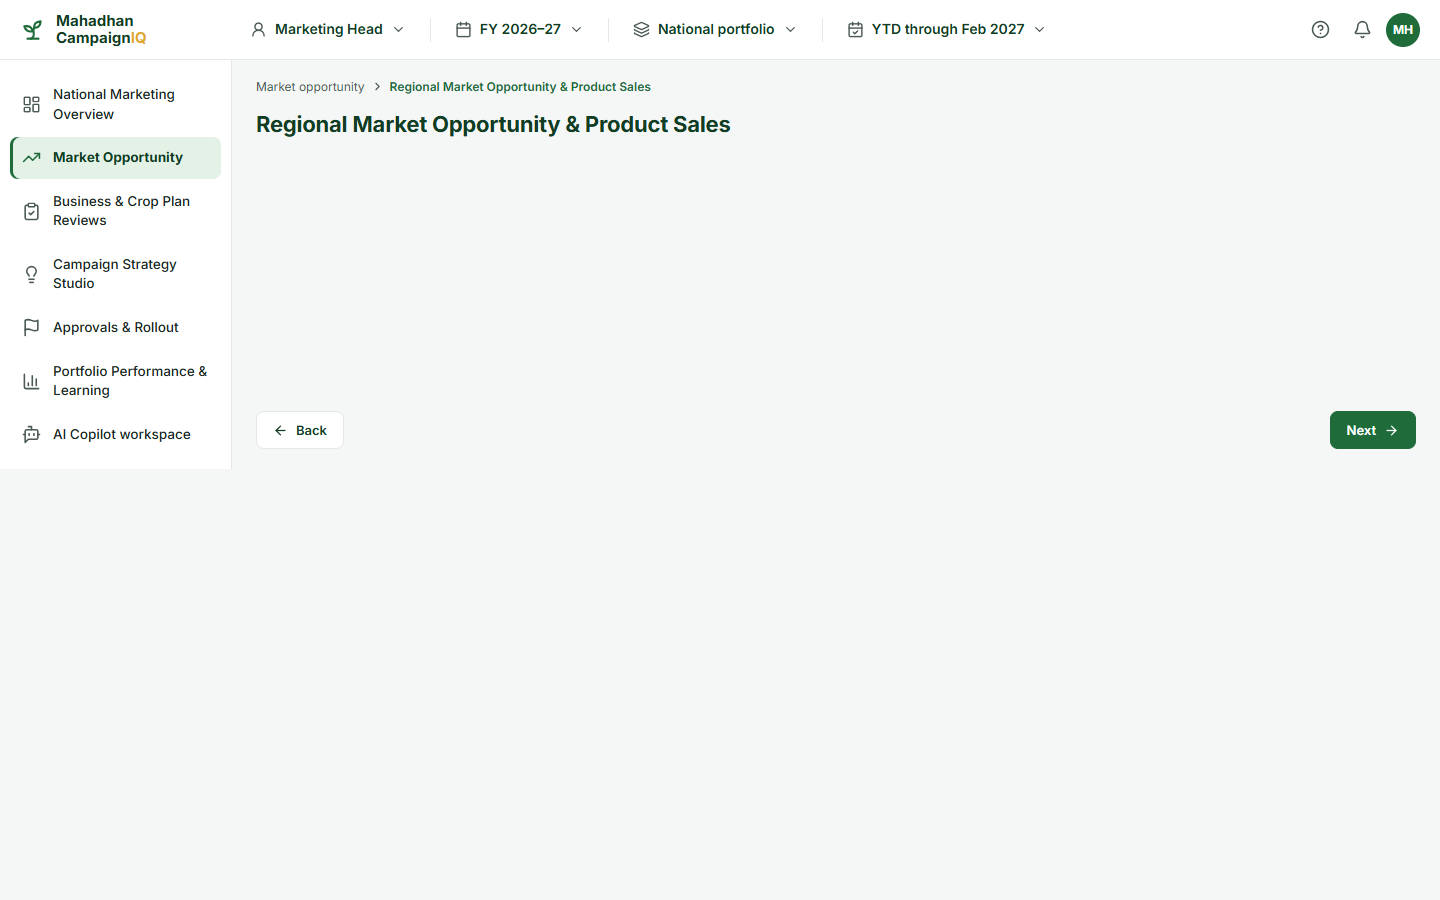 Mahadhan
CampaignIQ
Marketing Head
FY 2026–27
National portfolio
YTD through Feb 2027
MH
National Marketing
Overview
Market Opportunity
Business & Crop Plan
Reviews
Campaign Strategy
Studio
Approvals & Rollout
Portfolio Performance &
Learning
AI Copilot workspace
Market opportunity > Regional Market Opportunity & Product Sales
Regional Market Opportunity & Product Sales
Back
Next